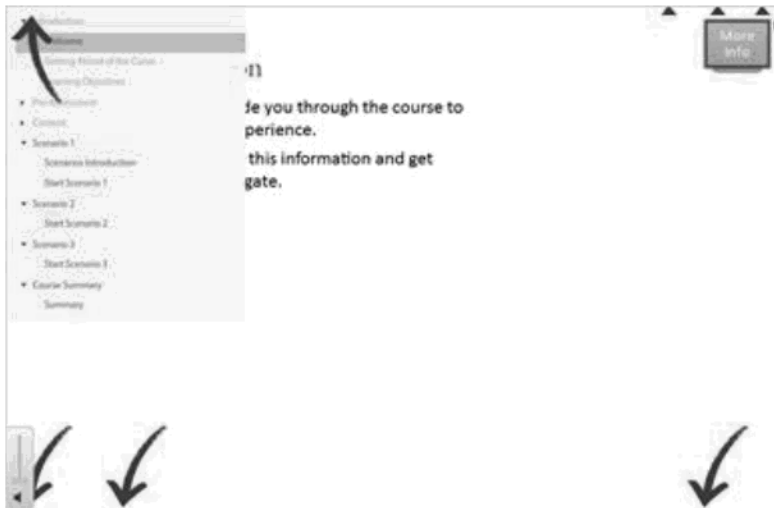 Introduction
Welcome
Getting Ahead of the Curve
Learning Objectives
Pre-Assessment
Content
Scenario 1
Scenarios Introduction
Start Scenario 1
Scenario 2
Start Scenario 2
Scenario 3
Start Scenario 3
Course Summary
Summary
More
Info
on
de you through the course to
perience.
this information and get
gate.